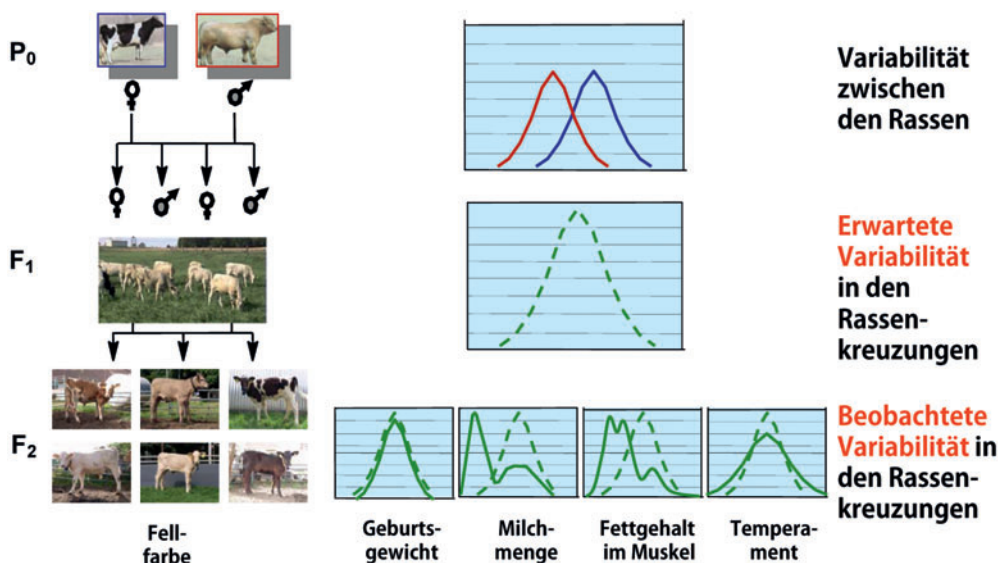 P0
Variabilität
zwischen
den Rassen
F1
Erwartete
Variabilität
in den
Rassen-
kreuzungen
F2
Beobachtete
Variabilität in
den Rassen-
kreuzungen
Fell-
farbe
Geburts-
gewicht
Milch-
menge
Fettgehalt
im Muskel
Tempera-
ment